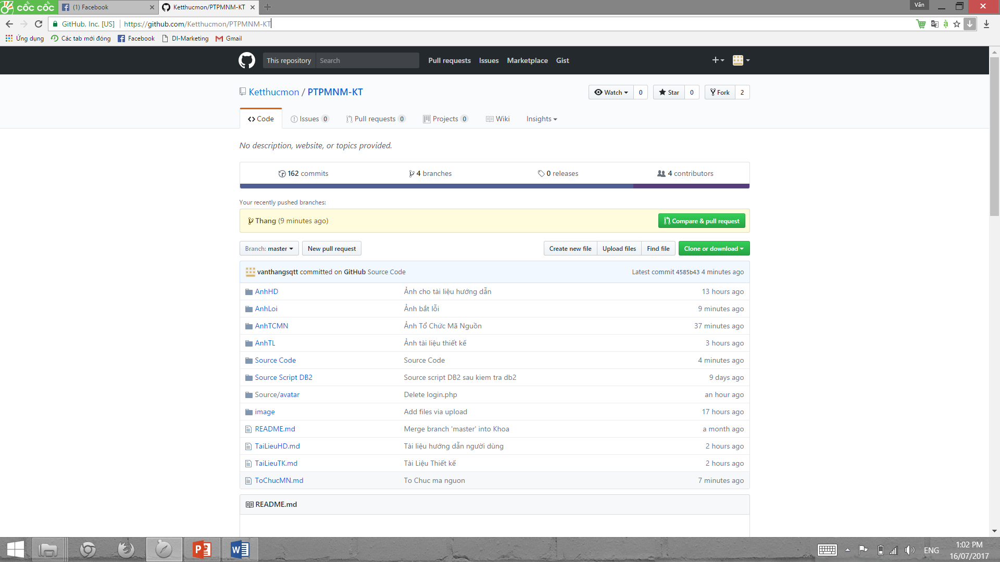 cốc cốc
(1) Facebook
Ketthucmon/PTPMNM-KT
Văn
GitHub, Inc. [US]
https://github.com/Ketthucmon/PTPMNM-KT
Ứng dụng
Các tab mới đóng
Facebook
DI-Marketing
Gmail
This repository
Search
Pull requests
Issues
Marketplace
Gist
Ketthucmon / PTPMNM-KT
Watch 0
Star 0
Fork 2
Code
Issues 0
Pull requests 0
Projects 0
Wiki
Insights
No description, website, or topics provided.
162 commits
4 branches
0 releases
4 contributors
Your recently pushed branches:
Thang (9 minutes ago)
Compare & pull request
Branch: master
New pull request
Create new file
Upload files
Find file
Clone or download
vanthangsqtt committed on GitHub Source Code
Latest commit 4585b43 4 minutes ago
AnhHD Ảnh cho tài liệu hướng dẫn 13 hours ago
AnhLoi Ảnh bắt lỗi 9 minutes ago
AnhTCMN Ảnh Tổ Chức Mã Nguồn 37 minutes ago
AnhTL Ảnh tài liệu thiết kế 3 hours ago
Source Code Source Code 4 minutes ago
Source Script DB2 Source script DB2 sau kiem tra db2 9 days ago
Source/avatar Delete login.php an hour ago
image Add files via upload 17 hours ago
README.md Merge branch 'master' into Khoa a month ago
TaiLieuHD.md Tài liệu hướng dẫn người dùng 2 hours ago
TaiLieuTK.md Tài Liệu Thiết kế 2 hours ago
ToChucMN.md To Chuc ma nguon 7 minutes ago
README.md
ENG
1:02 PM
16/07/2017